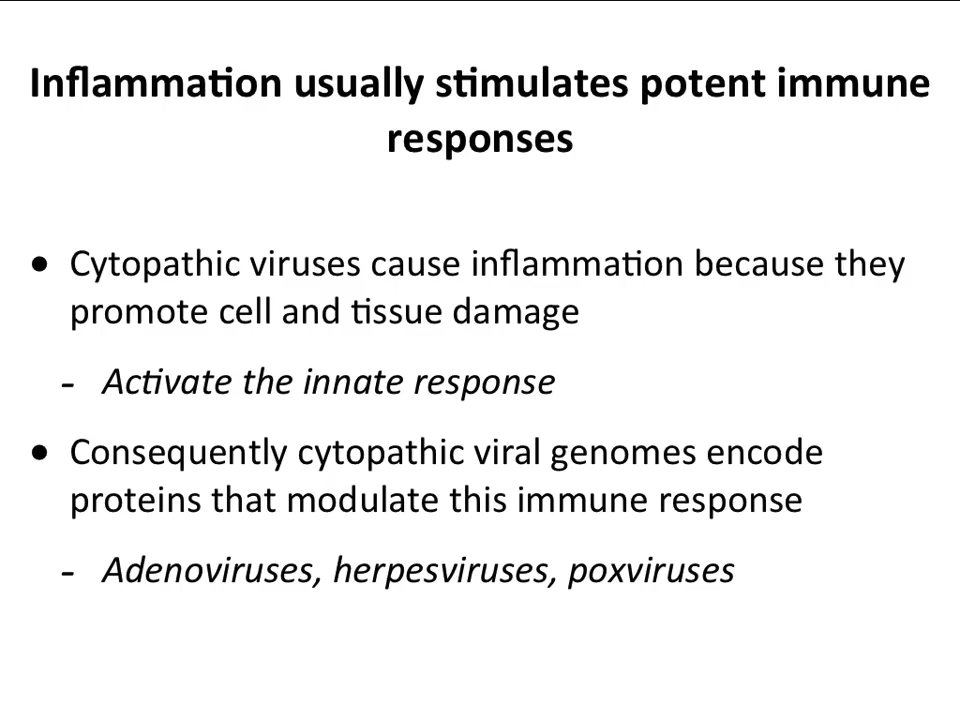 Inflammation usually stimulates potent immune
responses
• Cytopathic viruses cause inflammation because they
promote cell and tissue damage
- Activate the innate response
• Consequently cytopathic viral genomes encode
proteins that modulate this immune response
- Adenoviruses, herpesviruses, poxviruses